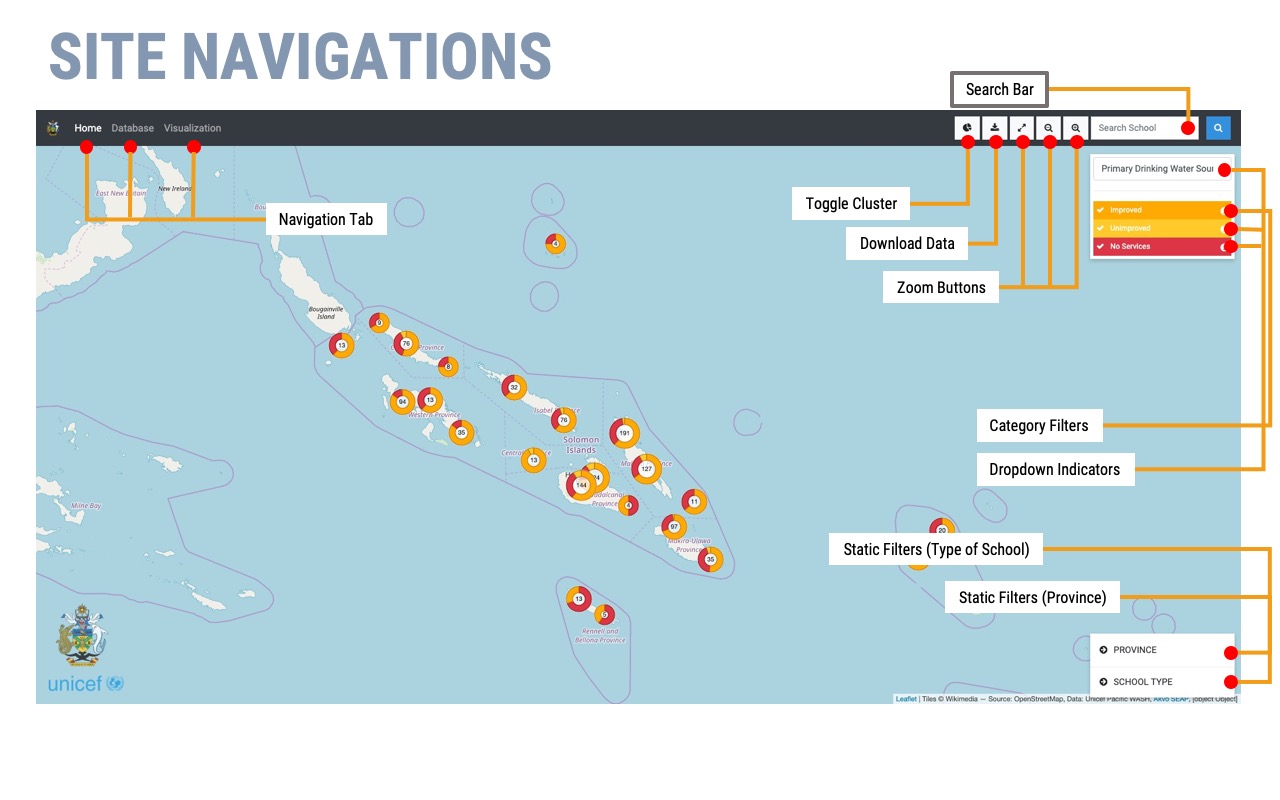 SITE NAVIGATIONS
Search Bar
Home Database Visualization
Search School
East New Britain
New Ireland
Primary Drinking Water Sour
Improved
Unimproved
No Services
Navigation Tab
Toggle Cluster
Download Data
Zoom Buttons
4
Bougainville
Island
9
13
76
Province
8
32
94
13
Western Province
35
Isabel
76
Solomon
Islands
191
Central
13
127
144
Guadalcanal
Province
4
11
97
Makira-Ulawa
Province
35
Milne Bay
Category Filters
Dropdown Indicators
20
Static Filters (Type of School)
Static Filters (Province)
13
5
Rennell and
Bellona Province
unicef
PROVINCE
SCHOOL TYPE
Leaflet | Tiles © Wikimedia — Source: OpenStreetMap, Data: Unicef Pacific WASH, Akvo SEAP, [object Object]